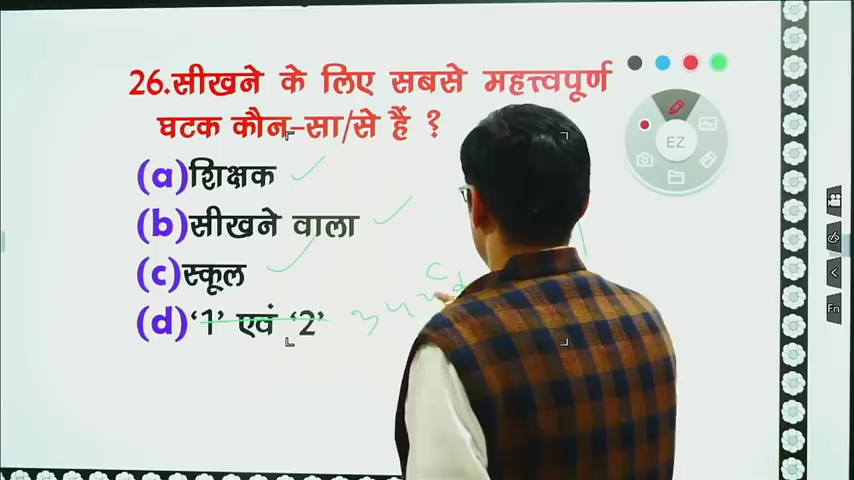 26.सीखने के लिए सबसे महत्त्वपूर्ण
घटक कौन-सा/से हैं ?
(a)शिक्षक
(b)सीखने वाला
(c)स्कूल
(d)‘1’ एवं ‘2’
EZ
Fn